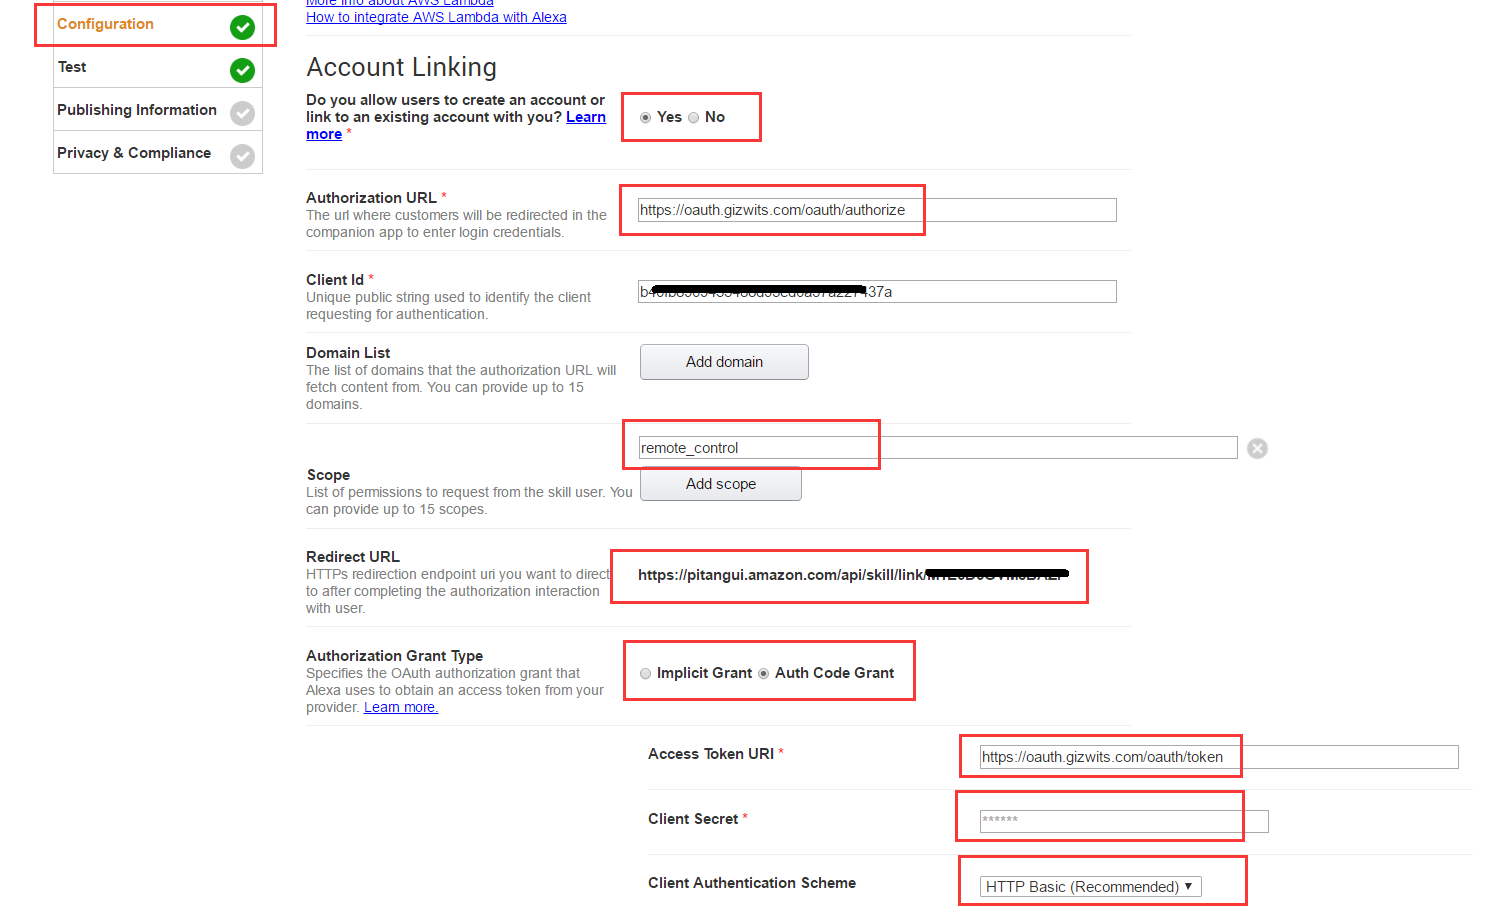 More info about AWS Lambda
How to integrate AWS Lambda with Alexa
Configuration
Test
Publishing Information
Privacy & Compliance
Account Linking
Do you allow users to create an account or
link to an existing account with you? Learn
more *
Yes No
Authorization URL *
The url where customers will be redirected in the
companion app to enter login credentials.
https://oauth.gizwits.com/oauth/authorize
Client Id *
Unique public string used to identify the client
requesting for authentication.
Domain List
The list of domains that the authorization URL will
fetch content from. You can provide up to 15
domains.
Add domain
remote_control
Scope
List of permissions to request from the skill user. You
can provide up to 15 scopes.
Add scope
Redirect URL
HTTPs redirection endpoint uri you want to direct
to after completing the authorization interaction
with user.
https://pitangui.amazon.com/api/skill/link/
Authorization Grant Type
Specifies the OAuth authorization grant that
Alexa uses to obtain an access token from your
provider. Learn more.
Implicit Grant Auth Code Grant
Access Token URI *
https://oauth.gizwits.com/oauth/token
Client Secret *
******
Client Authentication Scheme
HTTP Basic (Recommended)